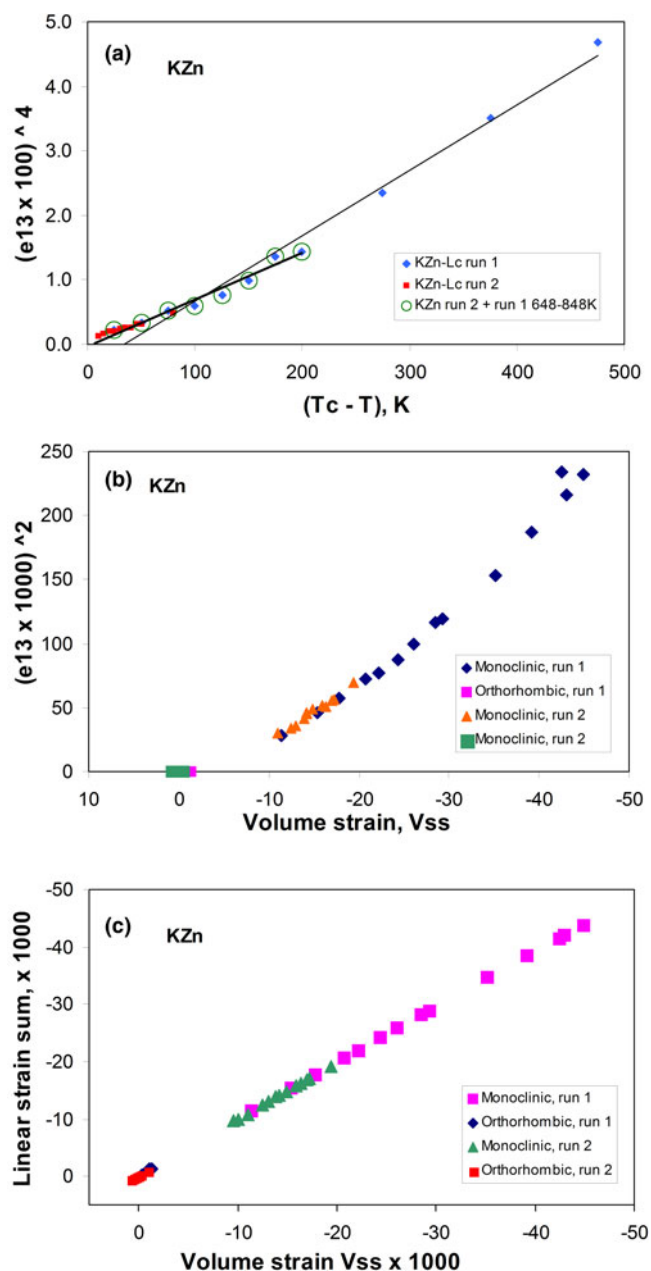 (a)
KZn
5.0
4.0
3.0
2.0
1.0
0.0
(e13 x 100) ^ 4
KZn-Lc run 1
KZn-Lc run 2
KZn run 2 + run 1 648-848K
0
100
200
300
400
500
(Tc - T), K
(b)
KZn
250
200
150
100
50
0
(e13 x 1000) ^2
Monoclinic, run 1
Orthorhombic, run 1
Monoclinic, run 2
Monoclinic, run 2
10
0
-10
-20
-30
-40
-50
Volume strain, Vss
(c)
KZn
-50
-40
-30
-20
-10
0
Linear strain sum, x 1000
Monoclinic, run 1
Orthorhombic, run 1
Monoclinic, run 2
Orthorhombic, run 2
0
-10
-20
-30
-40
-50
Volume strain Vss x 1000